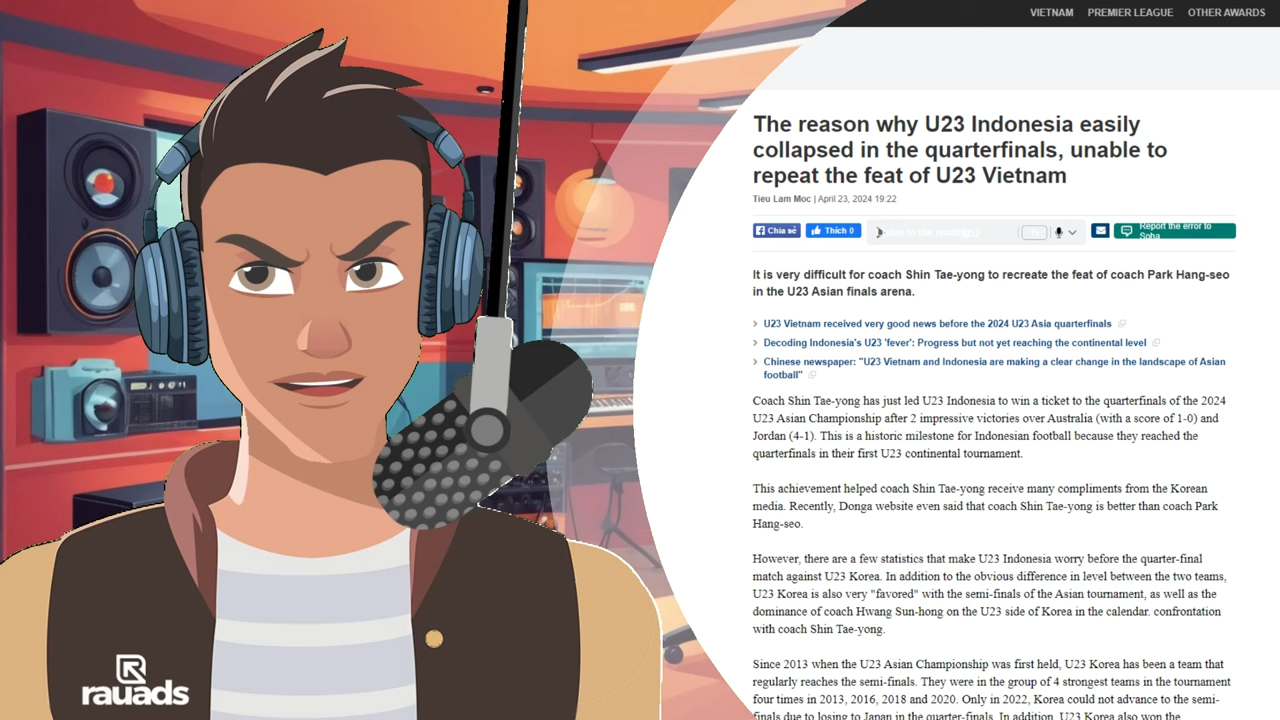 VIETNAM PREMIER LEAGUE OTHER AWARDS
The reason why U23 Indonesia easily
collapsed in the quarterfinals, unable to
repeat the feat of U23 Vietnam
Tieu Lam Moc | April 23, 2024 19:22
Chia sẻ
Thích 0
Report the error to
Soha
It is very difficult for coach Shin Tae-yong to recreate the feat of coach Park Hang-seo
in the U23 Asian finals arena.
U23 Vietnam received very good news before the 2024 U23 Asia quarterfinals
Decoding Indonesia's U23 'fever': Progress but not yet reaching the continental level
Chinese newspaper: "U23 Vietnam and Indonesia are making a clear change in the landscape of Asian
football"
Coach Shin Tae-yong has just led U23 Indonesia to win a ticket to the quarterfinals of the 2024
U23 Asian Championship after 2 impressive victories over Australia (with a score of 1-0) and
Jordan (4-1). This is a historic milestone for Indonesian football because they reached the
quarterfinals in their first U23 continental tournament.
This achievement helped coach Shin Tae-yong receive many compliments from the Korean
media. Recently, Donga website even said that coach Shin Tae-yong is better than coach Park
Hang-seo.
However, there are a few statistics that make U23 Indonesia worry before the quarter-final
match against U23 Korea. In addition to the obvious difference in level between the two teams,
U23 Korea is also very "favored" with the semi-finals of the Asian tournament, as well as the
dominance of coach Hwang Sun-hong on the U23 side of Korea in the calendar. confrontation
with coach Shin Tae-yong.
Since 2013 when the U23 Asian Championship was first held, U23 Korea has been a team that
regularly reaches the semi-finals. They were in the group of 4 strongest teams in the tournament
four times in 2013, 2016, 2018 and 2020. Only in 2022, Korea could not advance to the semi-
finals due to losing to Japan in the quarter-finals. In addition, U23 Korea also won the
rauads